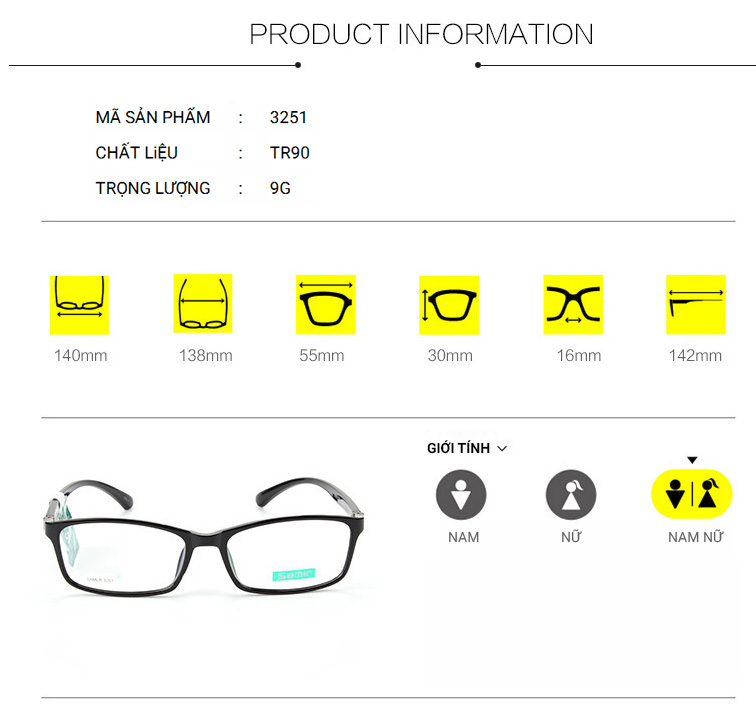 PRODUCT INFORMATION
MÃ SẢN PHẨM : 3251
CHẤT LiỆU : TR90
TRỌNG LƯỢNG : 9G
140mm 138mm 55mm 30mm 16mm 142mm
GIỚI TÍNH
NAM NỮ NAM NỮ